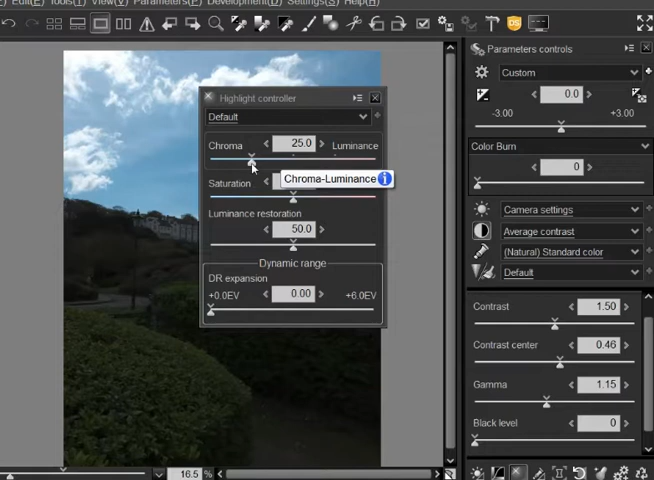 Edit(E) Tools(T) View(V) Parameters(P) Development(D) Settings(S) Help(H)
DS
Parameters controls
Custom
0.0
-3.00 +3.00
Color Burn
0
Camera settings
Average contrast
(Natural) Standard color
Default
Contrast 1.50
Contrast center 0.46
Gamma 1.15
Black level 0
Highlight controller
Default
Chroma 25.0 Luminance
Chroma-Luminance
Saturation
Luminance restoration
50.0
Dynamic range
DR expansion
+0.0EV 0.00 +6.0EV
16.5 %